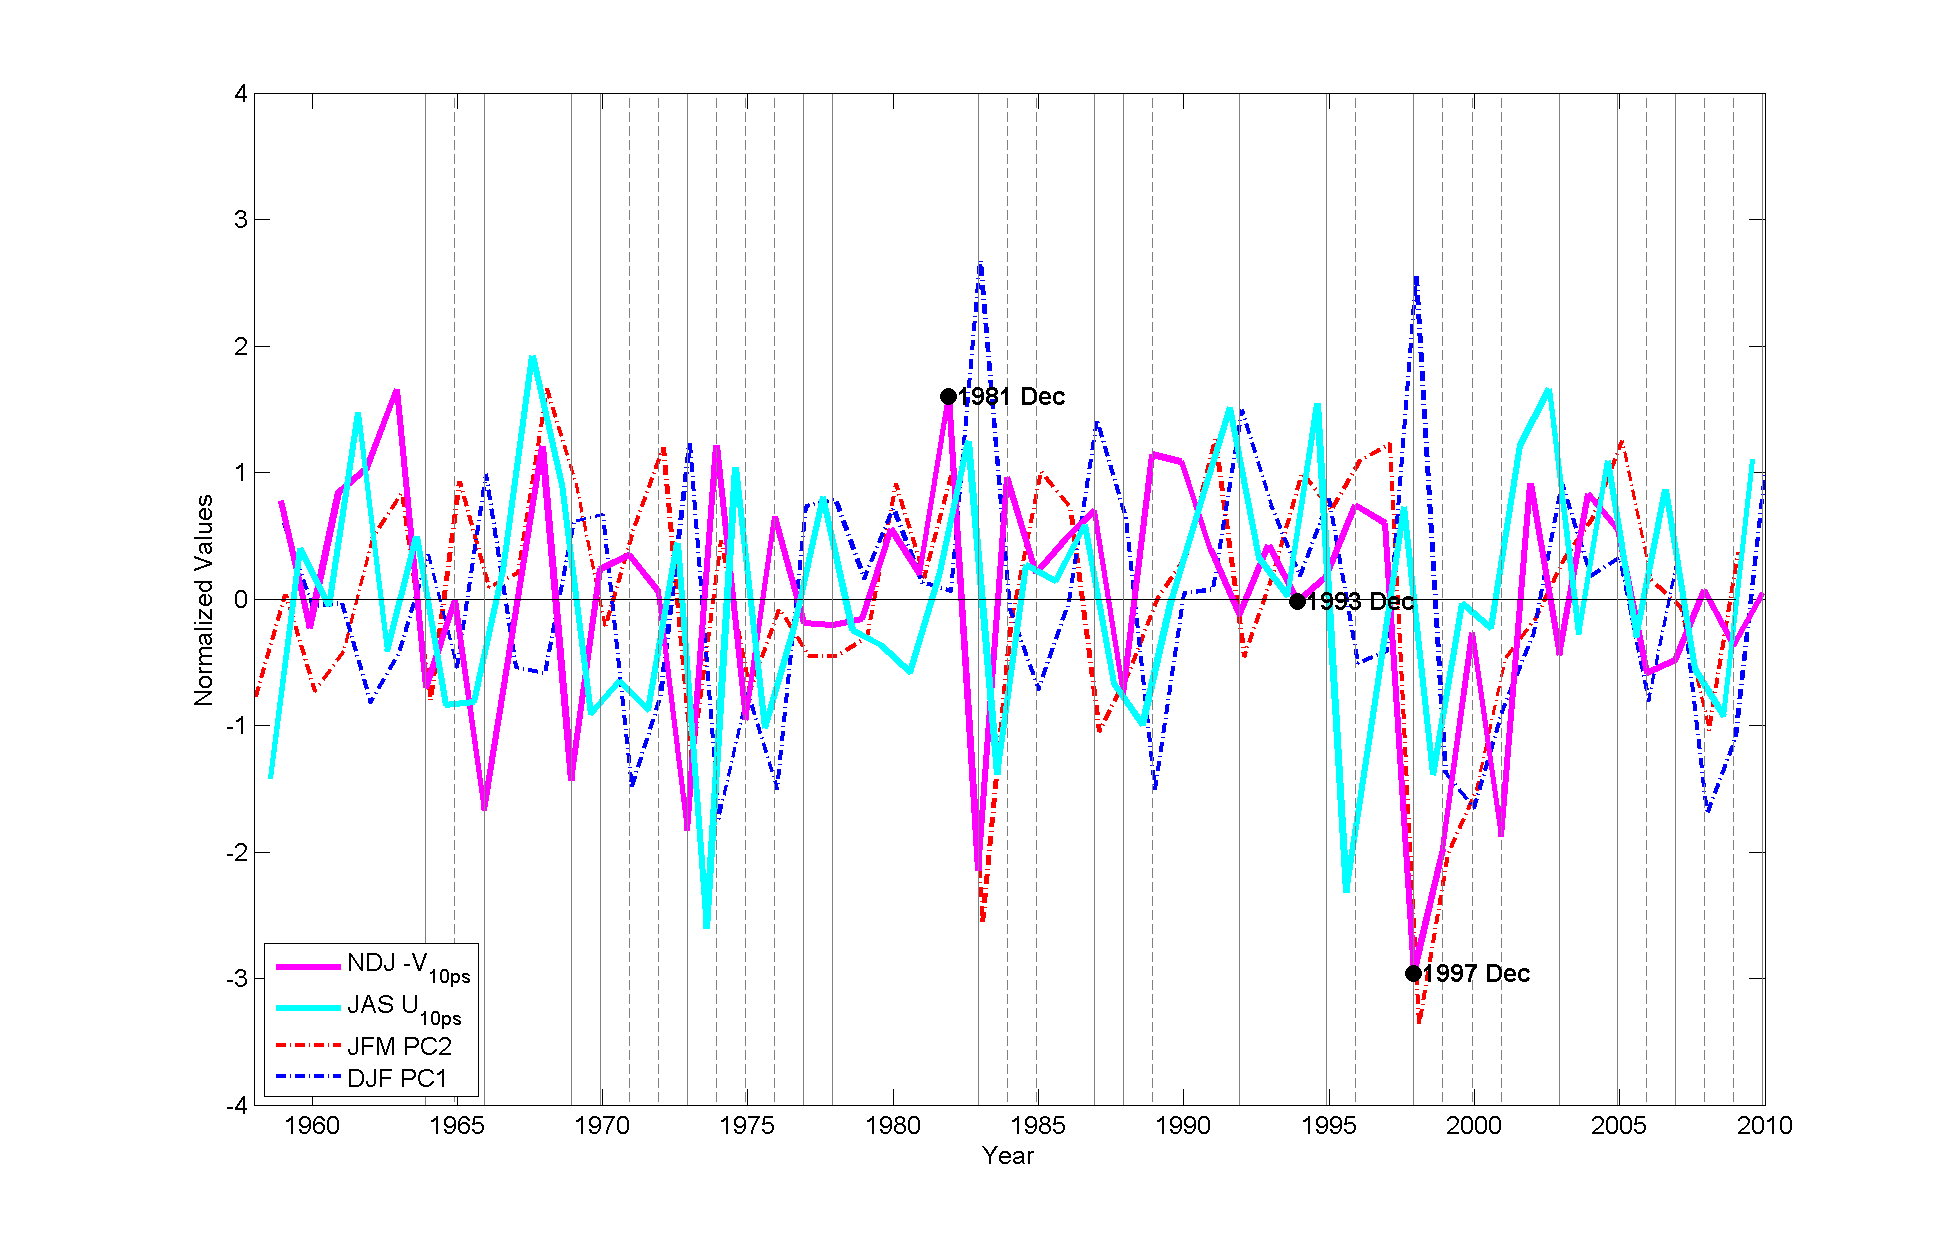 4
3
2
1
0
-1
-2
-3
-4
Normalized Values
1981 Dec
1993 Dec
1997 Dec
NDJ -V10ps
JAS U10ps
JFM PC2
DJF PC1
1960 1965 1970 1975 1980 1985 1990 1995 2000 2005 2010
Year